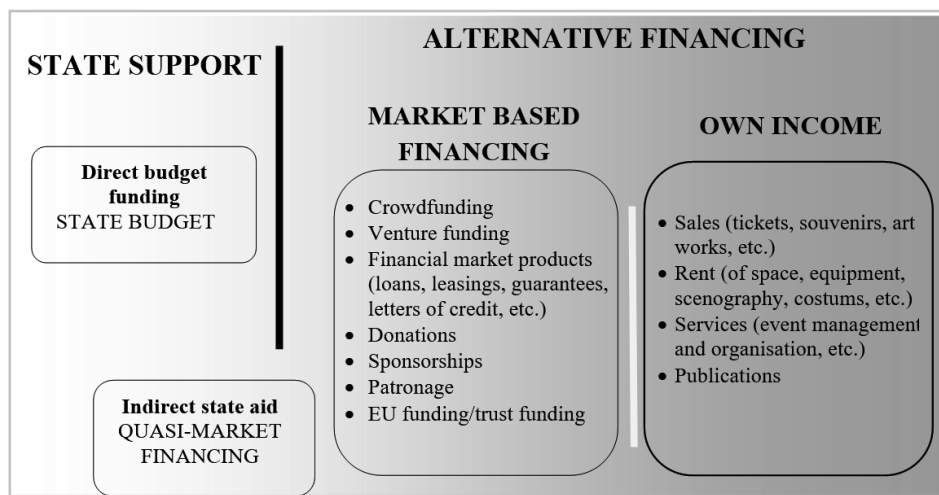 STATE SUPPORT
Direct budget
funding
STATE BUDGET
Indirect state aid
QUASI-MARKET
FINANCING
ALTERNATIVE FINANCING
MARKET BASED
FINANCING
• Crowdfunding
• Venture funding
• Financial market products
(loans, leasings, guarantees,
letters of credit, etc.)
• Donations
• Sponsorships
• Patronage
• EU funding/trust funding
OWN INCOME
• Sales (tickets, souvenirs, art
works, etc.)
• Rent (of space, equipment,
scenography, costums, etc.)
• Services (event management
and organisation, etc.)
• Publications